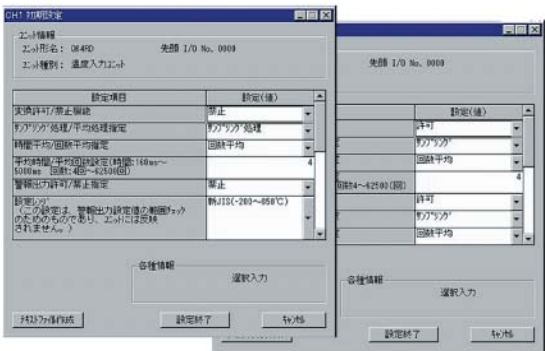 CH1 初期設定
ユニット情報
ユニット形名： Q64RD
先頭 I/O No. 0000
ユニット種別： 温度入力ユニット
設定項目
設定(値)
変換許可/禁止機能
禁止
サンプリング処理/平均処理指定
サンプリング処理
時間平均/回数平均指定
回数平均
平均時間/平均回数設定(時間:160ms～
5000ms 回数:4回～62500回)
4
警報出力許可/禁止指定
禁止
設定レンジ
(この設定は、警報出力設定値の範囲チェック
のためのものであり、ユニットには反映
されません。)
新JIS(-200～850℃)
各種情報
選択入力
テキストファイル作成
設定終了
キャンセル
先頭 I/O No. 0000
設定(値)
許可
サンプリング
回数平均
回数4～62500(回)
4
許可
サンプリング
回数平均
各種情報
選択入力
設定終了
キャンセル